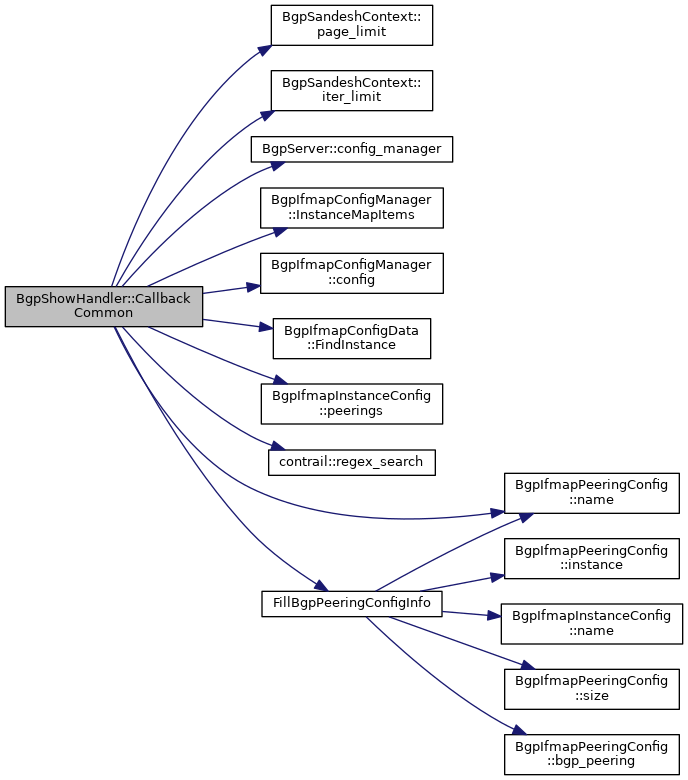 BgpSandeshContext::
page_limit
BgpSandeshContext::
iter_limit
BgpServer::config_manager
BgpIfmapConfigManager
::InstanceMapItems
BgpIfmapConfigManager
::config
BgpShowHandler::Callback
Common
BgpIfmapConfigData
::FindInstance
BgpIfmapInstanceConfig
::peerings
contrail::regex_search
BgpIfmapPeeringConfig
::name
BgpIfmapPeeringConfig
::instance
FillBgpPeeringConfigInfo
BgpIfmapInstanceConfig
::name
BgpIfmapPeeringConfig
::size
BgpIfmapPeeringConfig
::bgp_peering